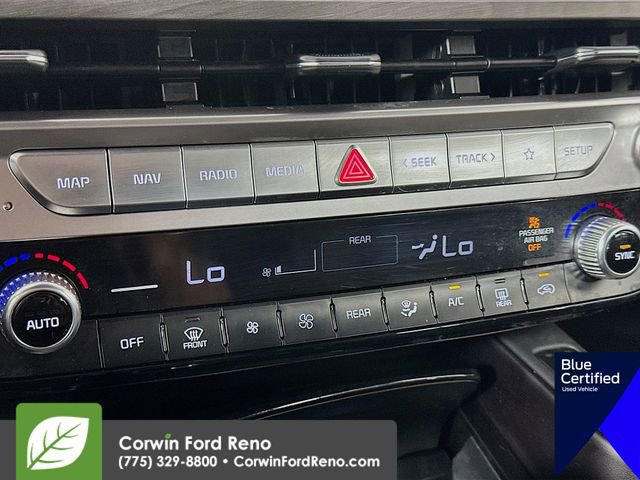 MAP NAV RADIO MEDIA < SEEK TRACK > SETUP
REAR
Lo Lo
PASSENGER
AIR BAG
OFF
AUTO SYNC
OFF FRONT REAR A/C REAR
Blue
Certified
Used Vehicle
Corwin Ford Reno
(775) 329-8800 • CorwinFordReno.com